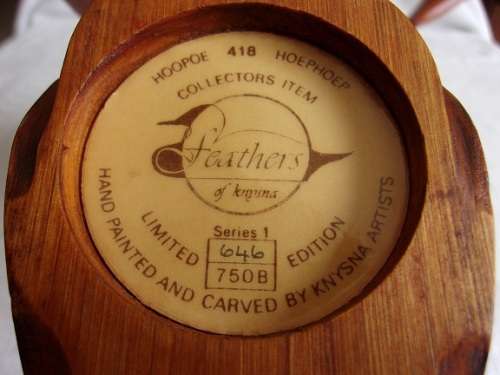 HOOPOE 418 HOEPHOEP
COLLECTORS ITEM
feathers
of knysna
LIMITED EDITION
Series 1
646
750B
HAND PAINTED AND CARVED BY KNYSNA ARTISTS